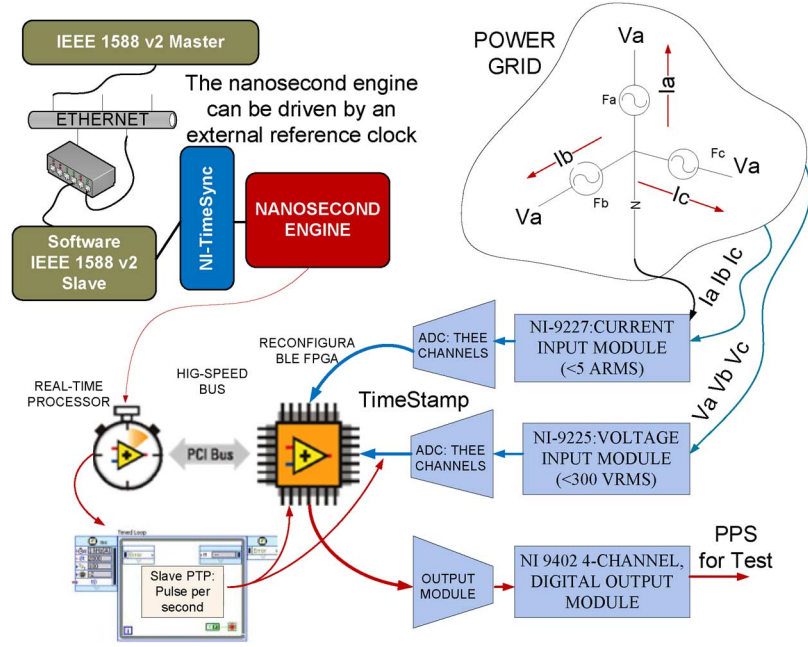 IEEE 1588 v2 Master
ETHERNET
The nanosecond engine
can be driven by an
external reference clock
Software
IEEE 1588 v2
Slave
NI-TimeSync
NANOSECOND
ENGINE
POWER
GRID
Va
Fa
Ia
Ib
Fc
Va
Va
Fb
Ic
N
Ia Ib Ic
Va Vb Vc
RECONFIGURA
BLE FPGA
ADC: THEE
CHANNELS
NI-9227:CURRENT
INPUT MODULE
(<5 ARMS)
REAL-TIME
PROCESSOR
HIG-SPEED
BUS
TimeStamp
PCI Bus
ADC: THEE
CHANNELS
NI-9225:VOLTAGE
INPUT MODULE
(<300 VRMS)
Timed Loop
Error
Error
Slave PTP:
Pulse per
second
i
OUTPUT
MODULE
NI 9402 4-CHANNEL,
DIGITAL OUTPUT
MODULE
PPS
for Test